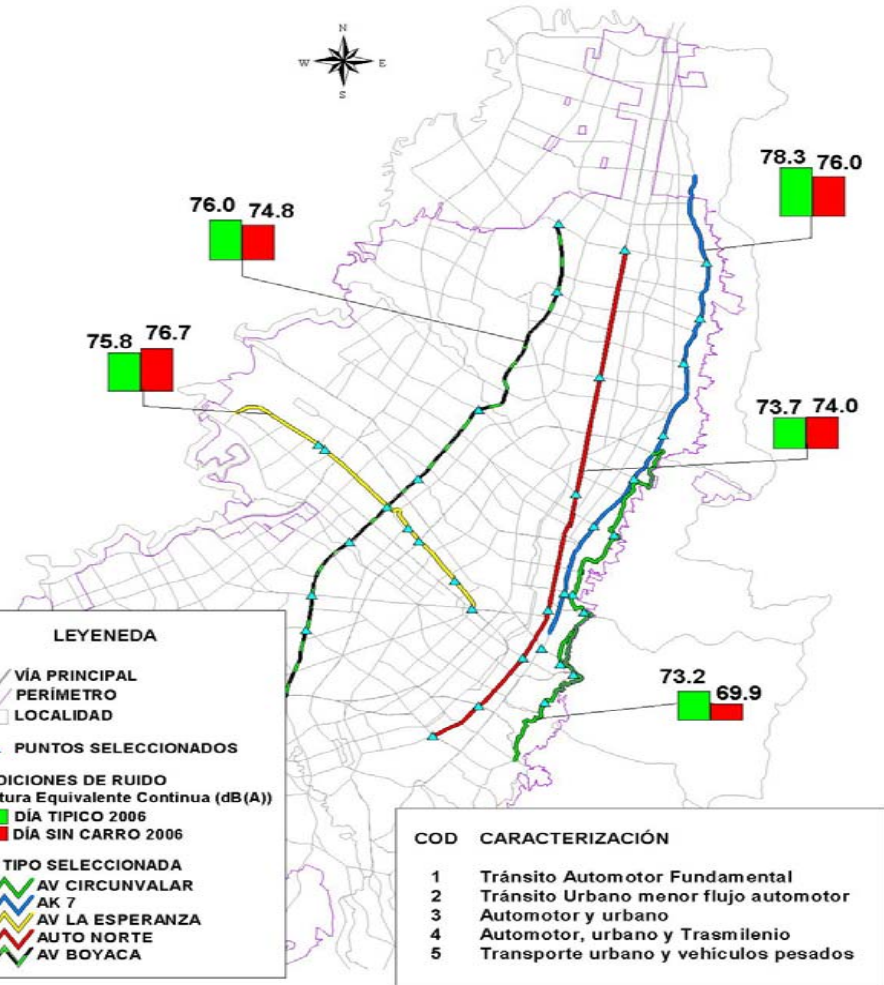 N
W E
S
78.3 76.0
76.0 74.8
75.8 76.7
73.7 74.0
73.2 69.9
LEYENEDA
VÍA PRINCIPAL
PERÍMETRO
LOCALIDAD
PUNTOS SELECCIONADOS
DICIONES DE RUIDO
tura Equivalente Continua (dB(A))
DÍA TIPICO 2006
DÍA SIN CARRO 2006
TIPO SELECCIONADA
AV CIRCUNVALAR
AK 7
AV LA ESPERANZA
AUTO NORTE
AV BOYACA
COD CARACTERIZACIÓN
1 Tránsito Automotor Fundamental
2 Tránsito Urbano menor flujo automotor
3 Automotor y urbano
4 Automotor, urbano y Trasmilenio
5 Transporte urbano y vehículos pesados